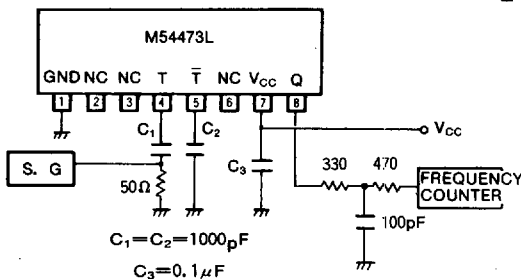 M54473L
GND NC NC T T̅ NC VCC Q
1 2 3 4 5 6 7 8
C1 C2
VCC
S. G
50Ω
C3
330 470
FREQUENCY
COUNTER
100pF
C1=C2=1000pF
C3=0.1μF